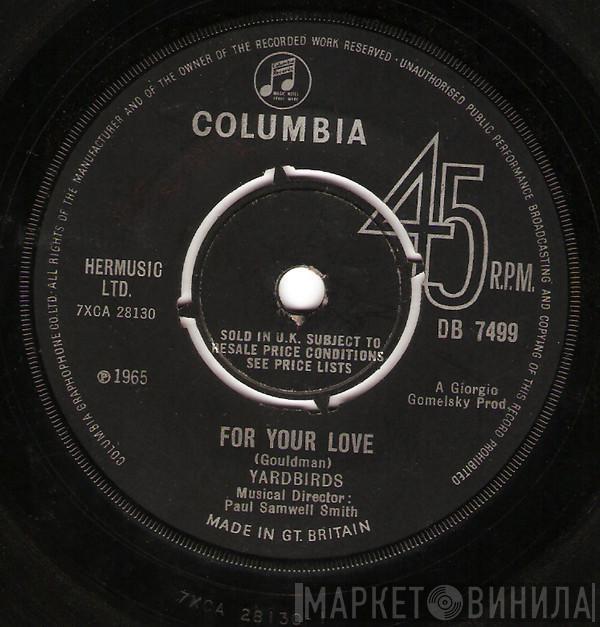 COLUMBIA GRAPHOPHONE CO. LTD · ALL RIGHTS OF THE MANUFACTURER AND OF THE OWNER OF THE RECORDED WORK RESERVED · UNAUTHORISED PUBLIC PERFORMANCE BROADCASTING AND COPYING OF THIS RECORD PROHIBITED
COLUMBIA
45
R.P.M.
HERMUSIC
LTD.
7XCA 28130
DB 7499
SOLD IN U.K. SUBJECT TO
RESALE PRICE CONDITIONS
SEE PRICE LISTS
℗ 1965
A Giorgio
Gomelsky Prod.
FOR YOUR LOVE
(Gouldman)
YARDBIRDS
Musical Director:
Paul Samwell Smith
MADE IN GT. BRITAIN
7XCA 28130
МАРКЕТ ВИНИЛА